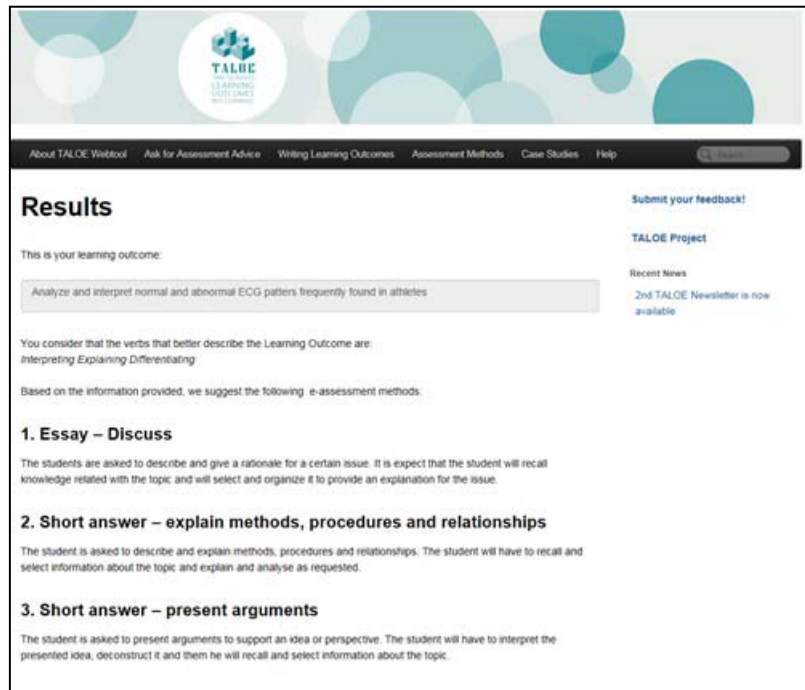 TALOE
LEARNING
OUTCOMES
About TALOE Webtool Ask for Assessment Advice Writing Learning Outcomes Assessment Methods Case Studies Help Search
Results
This is your learning outcome:
Analyze and interpret normal and abnormal ECG patters frequently found in athletes
You consider that the verbs that better describe the Learning Outcome are:
Interpreting Explaining Differentiating
Based on the information provided, we suggest the following e-assessment methods:
1. Essay – Discuss
The students are asked to describe and give a rationale for a certain issue. It is expect that the student will recall
knowledge related with the topic and will select and organize it to provide an explanation for the issue.
2. Short answer – explain methods, procedures and relationships
The student is asked to describe and explain methods, procedures and relationships. The student will have to recall and
select information about the topic and explain and analyse as requested.
3. Short answer – present arguments
The student is asked to present arguments to support an idea or perspective. The student will have to interpret the
presented idea, deconstruct it and them he will recall and select information about the topic.
Submit your feedback!
TALOE Project
Recent News
2nd TALOE Newsletter is now
available